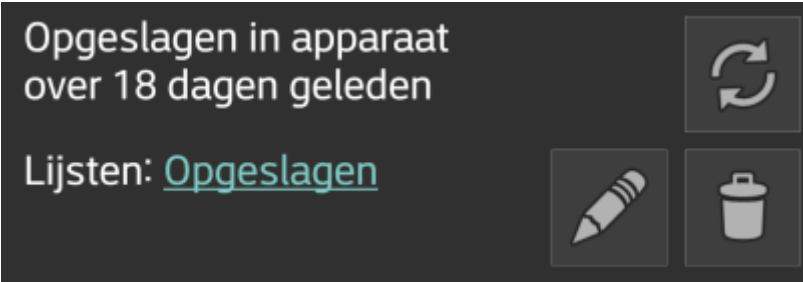 Opgeslagen in apparaat
over 18 dagen geleden
Lijsten: Opgeslagen